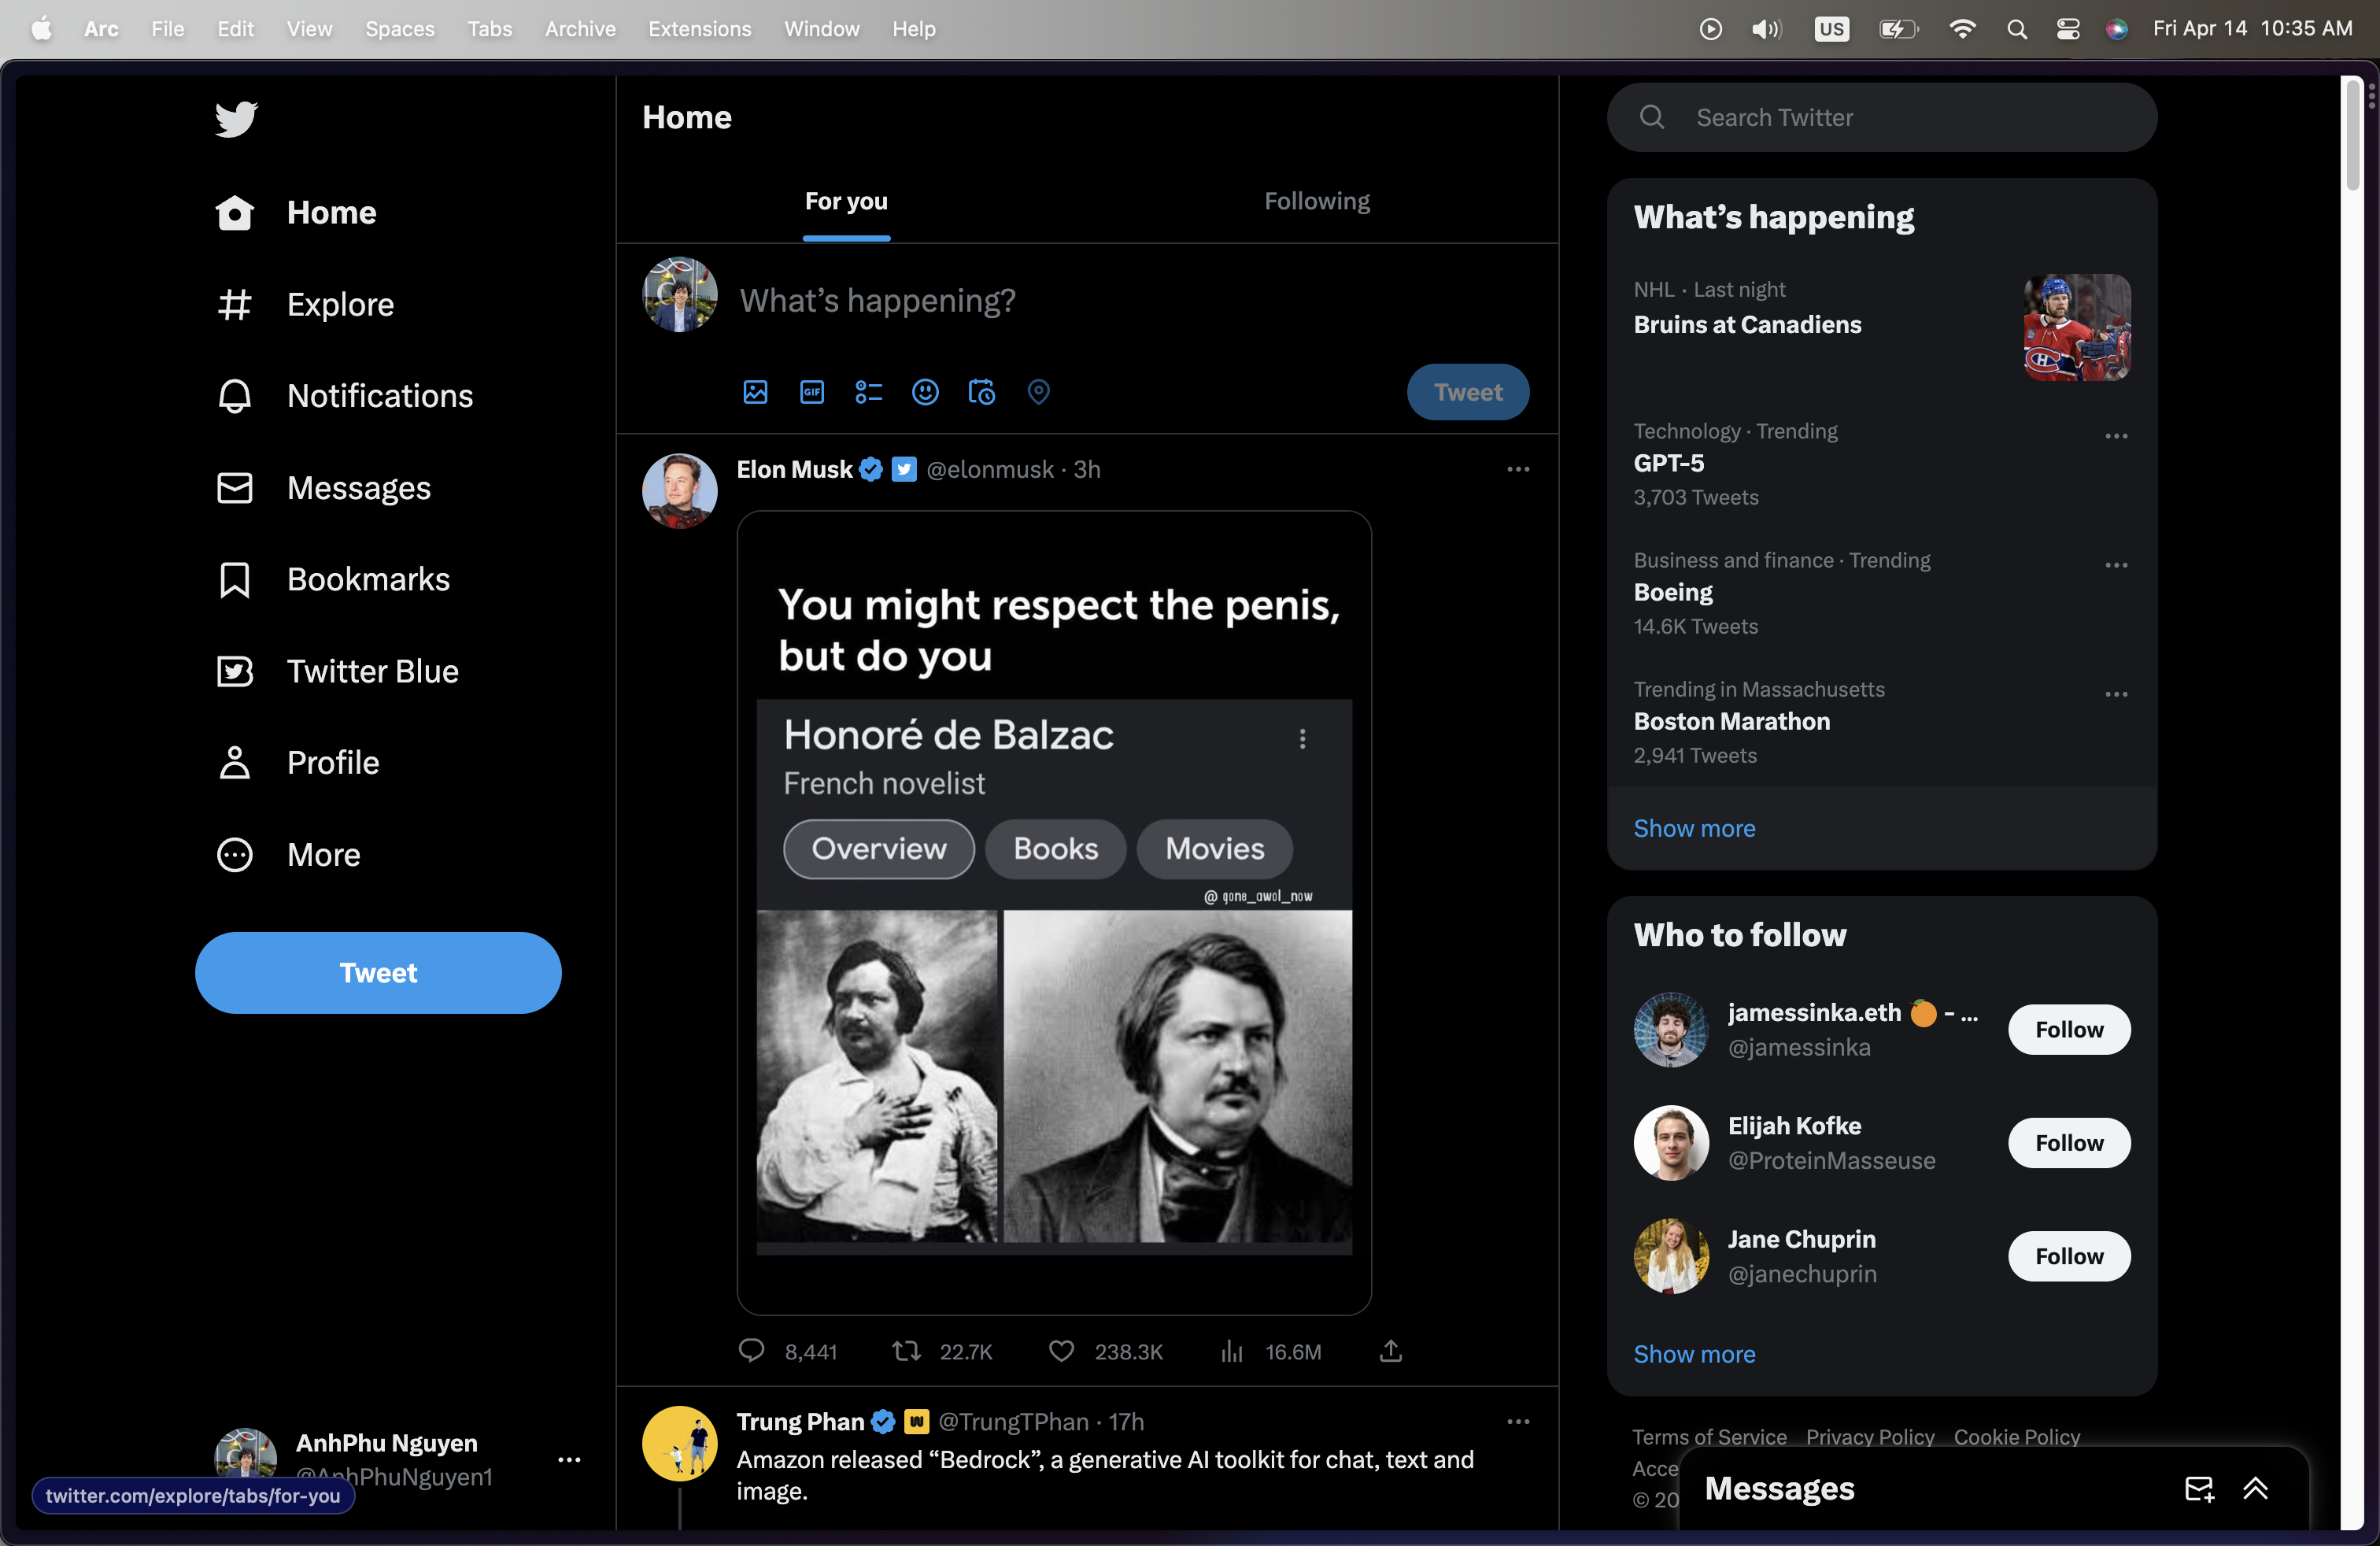 Arc File Edit View Spaces Tabs Archive Extensions Window Help
US
Fri Apr 14 10:35 AM
Home
Explore
Notifications
Messages
Bookmarks
Twitter Blue
Profile
More
Tweet
AnhPhu Nguyen
@AnhPhuNguyen1
twitter.com/explore/tabs/for-you
Home
For you
Following
What's happening?
GIF
Tweet
Elon Musk @elonmusk · 3h
You might respect the penis,
but do you
Honoré de Balzac
French novelist
Overview Books Movies
@ gone_awol_now
8,441 22.7K 238.3K 16.6M
Trung Phan @TrungTPhan · 17h
Amazon released “Bedrock”, a generative AI toolkit for chat, text and
image.
Search Twitter
What's happening
NHL · Last night
Bruins at Canadiens
Technology · Trending
GPT-5
3,703 Tweets
Business and finance · Trending
Boeing
14.6K Tweets
Trending in Massachusetts
Boston Marathon
2,941 Tweets
Show more
Who to follow
jamessinka.eth 🍊 - ...
@jamessinka
Follow
Elijah Kofke
@ProteinMasseuse
Follow
Jane Chuprin
@janechuprin
Follow
Show more
Terms of Service Privacy Policy Cookie Policy
Acce
© 20
Messages